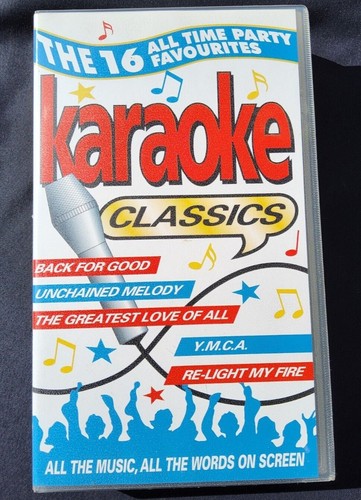 THE 16 ALL TIME PARTY
FAVOURITES
karaoke
CLASSICS
BACK FOR GOOD
UNCHAINED MELODY
THE GREATEST LOVE OF ALL
Y.M.C.A.
RE-LIGHT MY FIRE
ALL THE MUSIC, ALL THE WORDS ON SCREEN